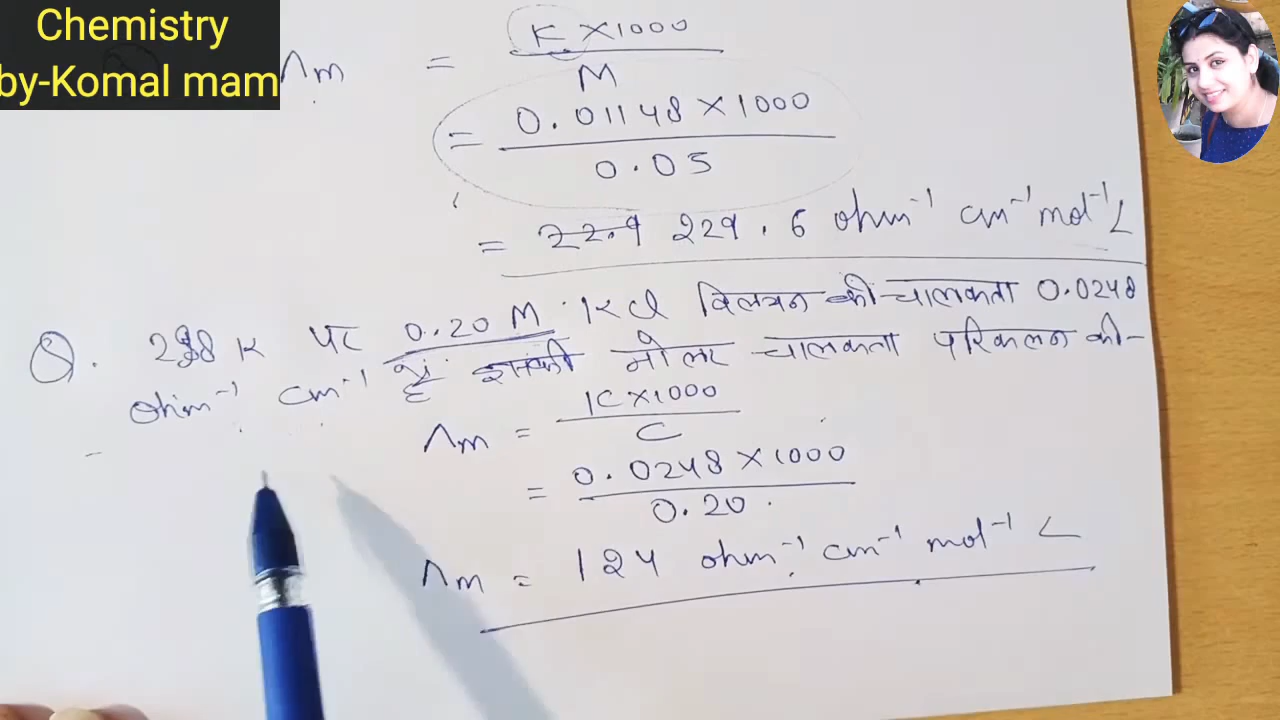 Chemistry
by-Komal mam
Λm = K × 1000
M
= 0.01148 × 1000
0.05
= 22.9 229.6 ohm⁻¹ cm⁻¹ mol⁻¹ L
Q. 298 K पर 0.20 M KCl विलयन की चालकता 0.0248
ohm⁻¹ cm⁻¹ है इसकी मोलर चालकता परिकलन की-
Λm = K × 1000
C
= 0.0248 × 1000
0.20
Λm = 124 ohm⁻¹ cm⁻¹ mol⁻¹ L